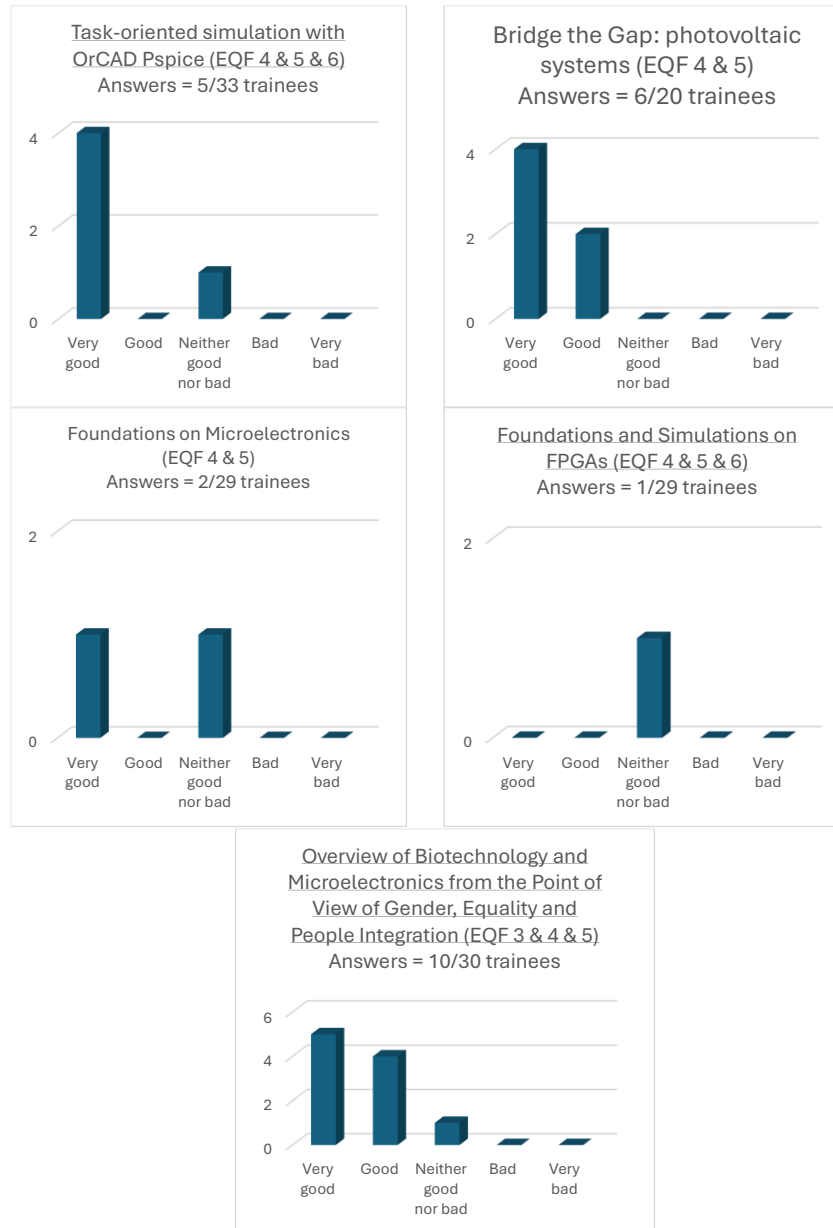 Task-oriented simulation with
OrCAD Pspice (EQF 4 & 5 & 6)
Answers = 5/33 trainees
4
2
0
Very
good
Good
Neither
good
nor bad
Bad
Very
bad
Bridge the Gap: photovoltaic
systems (EQF 4 & 5)
Answers = 6/20 trainees
4
2
0
Very
good
Good
Neither
good
nor bad
Bad
Very
bad
Foundations on Microelectronics
(EQF 4 & 5)
Answers = 2/29 trainees
2
0
Very
good
Good
Neither
good
nor bad
Bad
Very
bad
Foundations and Simulations on
FPGAs (EQF 4 & 5 & 6)
Answers = 1/29 trainees
2
0
Very
good
Good
Neither
good
nor bad
Bad
Very
bad
Overview of Biotechnology and
Microelectronics from the Point of
View of Gender, Equality and
People Integration (EQF 3 & 4 & 5)
Answers = 10/30 trainees
6
4
2
0
Very
good
Good
Neither
good
nor bad
Bad
Very
bad